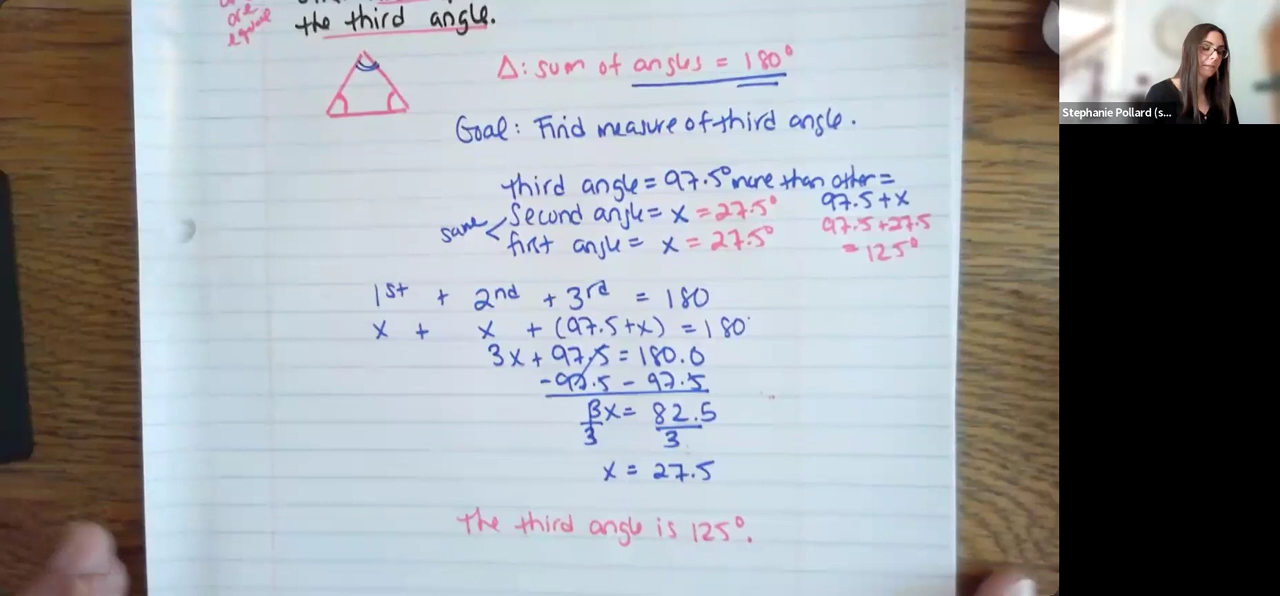 are
equal
the third angle.
Δ: sum of angles = 180°
Goal: Find measure of third angle.
third angle = 97.5° more than other =
97.5+x
same < Second angle = x = 27.5°
97.5+27.5
first angle = x = 27.5°
= 125°
1st + 2nd + 3rd = 180
x + x + (97.5+x) = 180
3x + 97.5 = 180.0
-97.5 - 97.5
3x = 82.5
3 3
x = 27.5
The third angle is 125°.
Stephanie Pollard (s...